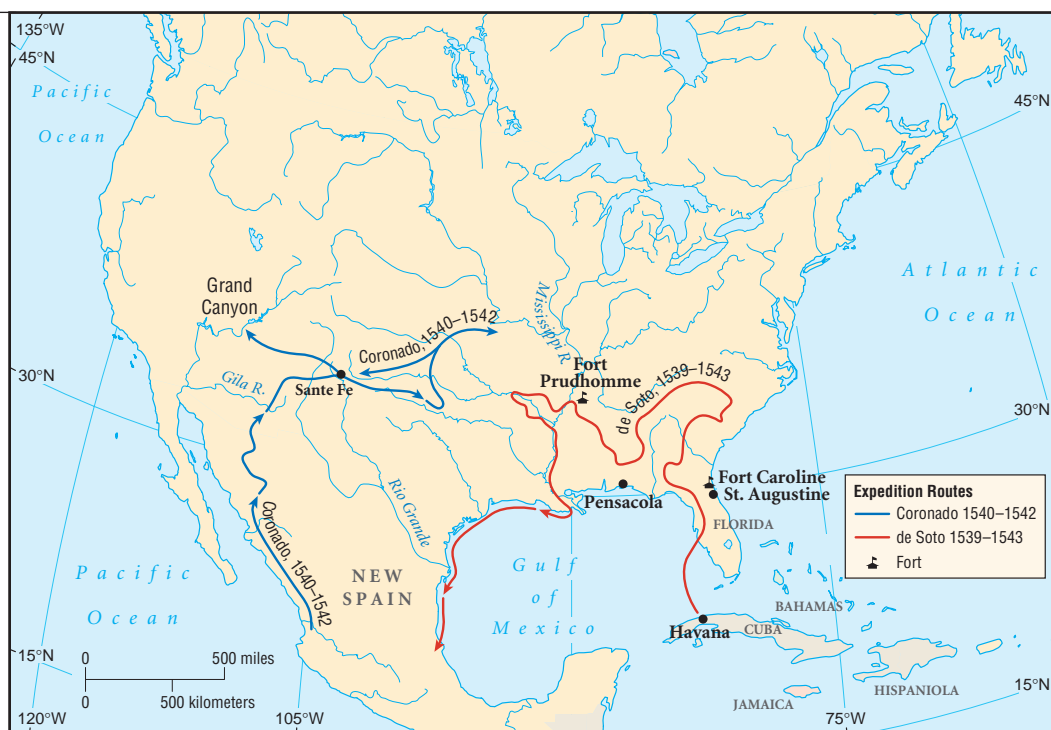 135°W
45°N
Pacific
Ocean
45°N
Atlantic
Ocean
Grand
Canyon
Mississippi R.
Coronado, 1540–1542
Fort
Prudhomme
de Soto, 1539–1543
30°N
Gila R.
Sante Fe
30°N
Fort Caroline
St. Augustine
Pensacola
FLORIDA
Rio Grande
Coronado, 1540–1542
Expedition Routes
Coronado 1540–1542
de Soto 1539–1543
Fort
Pacific
Ocean
NEW
SPAIN
Gulf
of
Mexico
BAHAMAS
Havana
CUBA
15°N
0
500 miles
0
500 kilometers
HISPANIOLA
JAMAICA
15°N
120°W
105°W
75°W